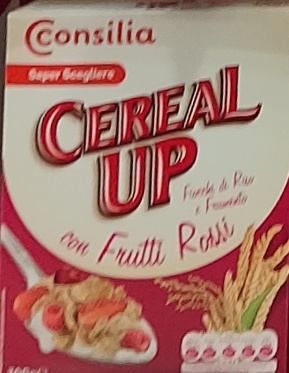 Consilia
Saper Scegliere
CEREAL
UP
Fiocchi di Riso
e Frumento
con Frutti Rossi